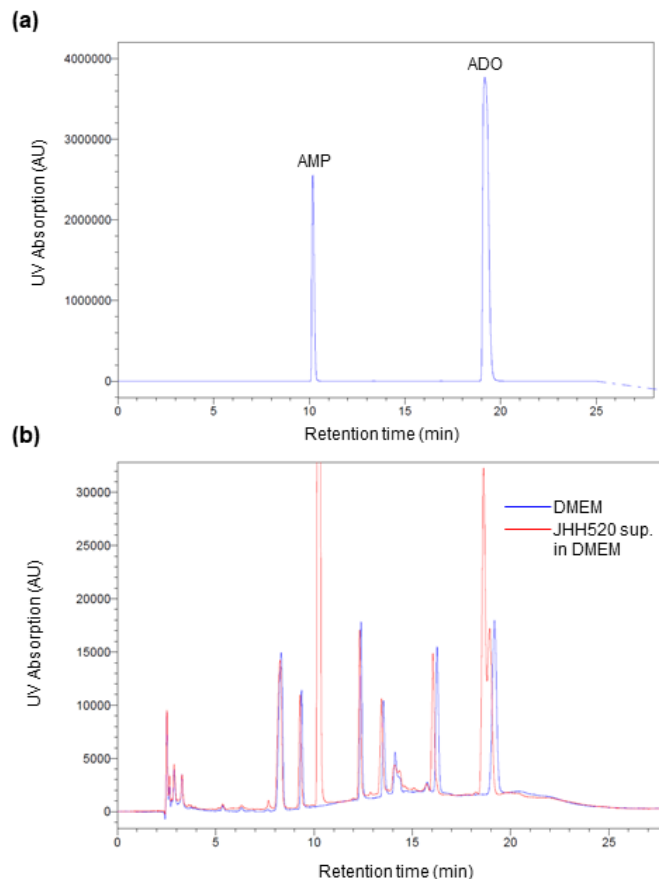 (a)
4000000
3000000
2000000
1000000
0
UV Absorption (AU)
AMP
ADO
0 5 10 15 20 25
Retention time (min)
(b)
30000
25000
20000
15000
10000
5000
0
UV Absorption (AU)
DMEM
JHH520 sup.
in DMEM
0 5 10 15 20 25
Retention time (min)